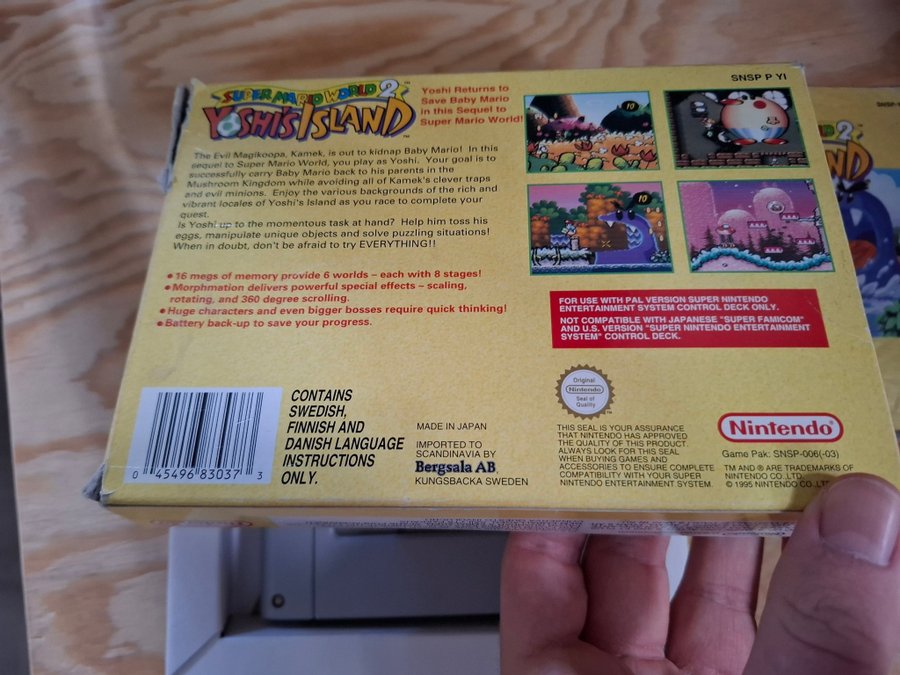 SUPER MARIO WORLD 2
YOSHI'S ISLAND
Yoshi Returns to
Save Baby Mario
in this Sequel to
Super Mario World!
SNSP P YI
The Evil Magikoopa, Kamek, is out to kidnap Baby Mario! In this
sequel to Super Mario World, you play as Yoshi. Your goal is to
successfully carry Baby Mario back to his parents in the
Mushroom Kingdom while avoiding all of Kamek's clever traps
and evil minions. Enjoy the various backgrounds of the rich and
vibrant locales of Yoshi's Island as you race to complete your
quest.
Is Yoshi up to the momentous task at hand? Help him toss his
eggs, manipulate unique objects and solve puzzling situations!
When in doubt, don't be afraid to try EVERYTHING!!
• 16 megs of memory provide 6 worlds – each with 8 stages!
• Morphmation delivers powerful special effects – scaling,
rotating, and 360 degree scrolling.
• Huge characters and even bigger bosses require quick thinking!
• Battery back-up to save your progress.
10
10
FOR USE WITH PAL VERSION SUPER NINTENDO
ENTERTAINMENT SYSTEM CONTROL DECK ONLY.
NOT COMPATIBLE WITH JAPANESE "SUPER FAMICOM"
AND U.S. VERSION "SUPER NINTENDO ENTERTAINMENT
SYSTEM" CONTROL DECK.
0 45496 83037 3
CONTAINS
SWEDISH,
FINNISH AND
DANISH LANGUAGE
INSTRUCTIONS
ONLY.
MADE IN JAPAN
IMPORTED TO
SCANDINAVIA BY
Bergsala AB
KUNGSBACKA SWEDEN
Original
Nintendo
Seal of
Quality
THIS SEAL IS YOUR ASSURANCE
THAT NINTENDO HAS APPROVED
THE QUALITY OF THIS PRODUCT.
ALWAYS LOOK FOR THIS SEAL
WHEN BUYING GAMES AND
ACCESSORIES TO ENSURE COMPLETE
COMPATIBILITY WITH YOUR SUPER
NINTENDO ENTERTAINMENT SYSTEM.
Nintendo
Game Pak: SNSP-006(-03)
TM AND ® ARE TRADEMARKS OF
NINTENDO CO.,LTD.
© 1995 NINTENDO CO.,LTD